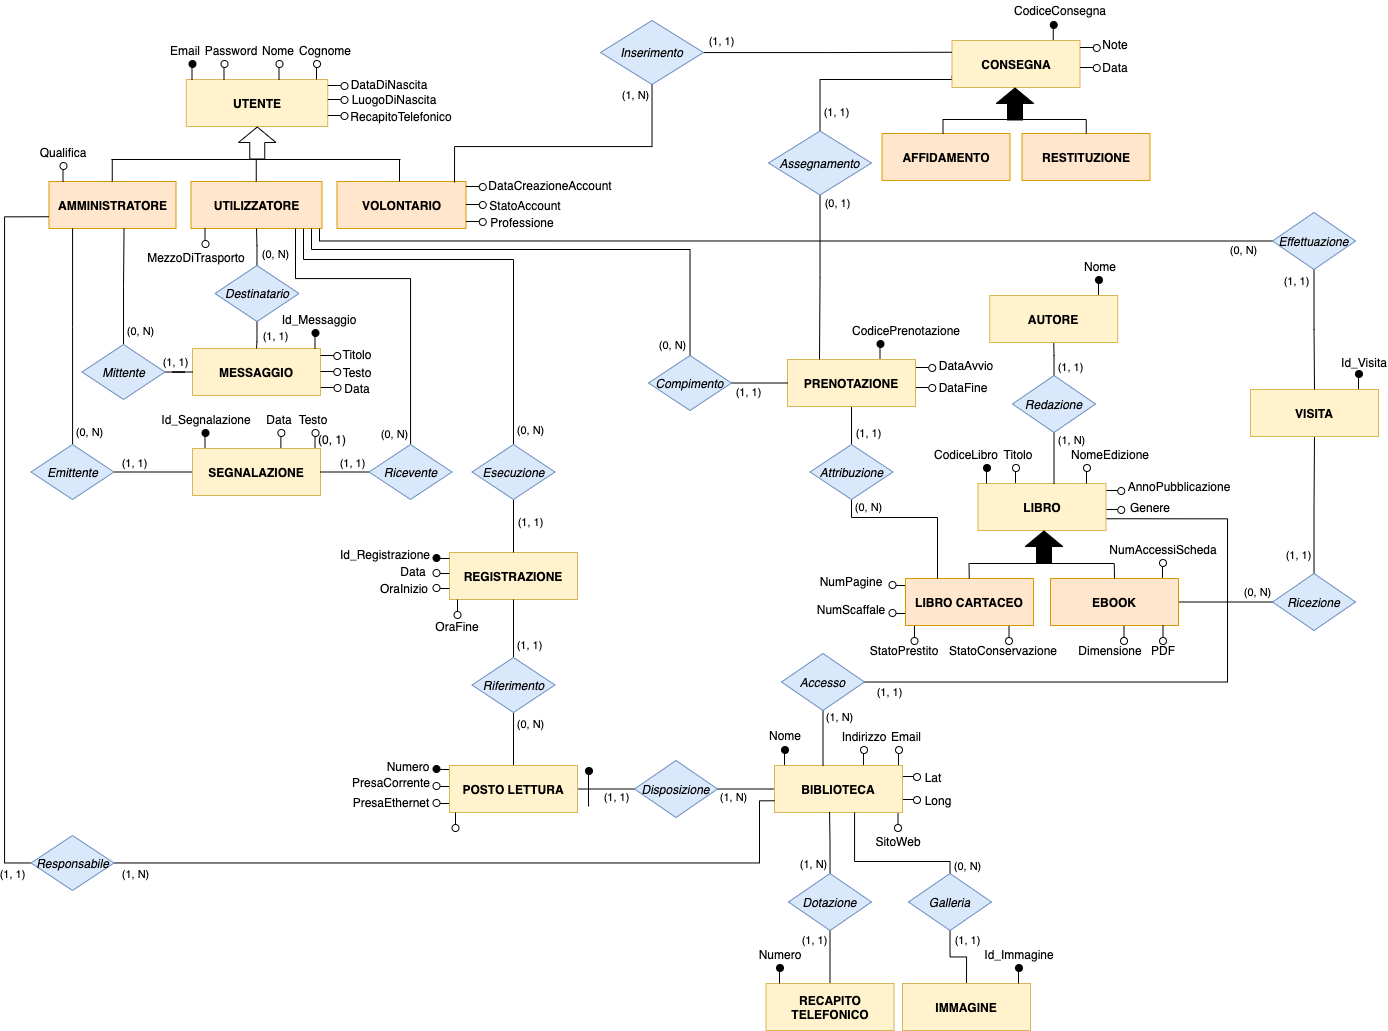 CodiceConsegna
Inserimento
(1, 1)
Note
CONSEGNA
Data
Email
Password
Nome
Cognome
DataDiNascita
UTENTE
LuogoDiNascita
RecapitoTelefonico
(1, N)
(1, 1)
Qualifica
Assegnamento
AFFIDAMENTO
RESTITUZIONE
AMMINISTRATORE
UTILIZZATORE
VOLONTARIO
DataCreazioneAccount
StatoAccount
Professione
(0, 1)
MezzoDiTrasporto
(0, N)
(0, N)
Effettuazione
Destinatario
Nome
(1, 1)
Id_Messaggio
AUTORE
(0, N)
(1, 1)
CodicePrenotazione
(0, N)
Mittente
(1, 1)
MESSAGGIO
Titolo
Testo
Data
Compimento
(1, 1)
PRENOTAZIONE
DataAvvio
DataFine
(1, 1)
Id_Visita
Redazione
VISITA
Id_Segnalazione
Data
Testo
(0, 1)
(0, N)
(0, N)
(0, N)
(1, 1)
(1, N)
Emittente
(1, 1)
SEGNALAZIONE
(1, 1)
Ricevente
Esecuzione
Attribuzione
CodiceLibro
Titolo
NomeEdizione
AnnoPubblicazione
LIBRO
Genere
(0, N)
(1, 1)
Id_Registrazione
Data
OraInizio
REGISTRAZIONE
OraFine
NumAccessiScheda
(1, 1)
NumPagine
NumScaffale
LIBRO CARTACEO
EBOOK
(0, N)
Ricezione
StatoPrestito
StatoConservazione
Dimensione
PDF
(1, 1)
Riferimento
Accesso
(1, 1)
(0, N)
(1, N)
Nome
Indirizzo
Email
Numero
PresaCorrente
PresaEthernet
POSTO LETTURA
(1, 1)
Disposizione
(1, N)
BIBLIOTECA
Lat
Long
SitoWeb
Responsabile
(1, 1)
(1, N)
(1, N)
(0, N)
Dotazione
Galleria
(1, 1)
(1, 1)
Numero
Id_Immagine
RECAPITO
TELEFONICO
IMMAGINE